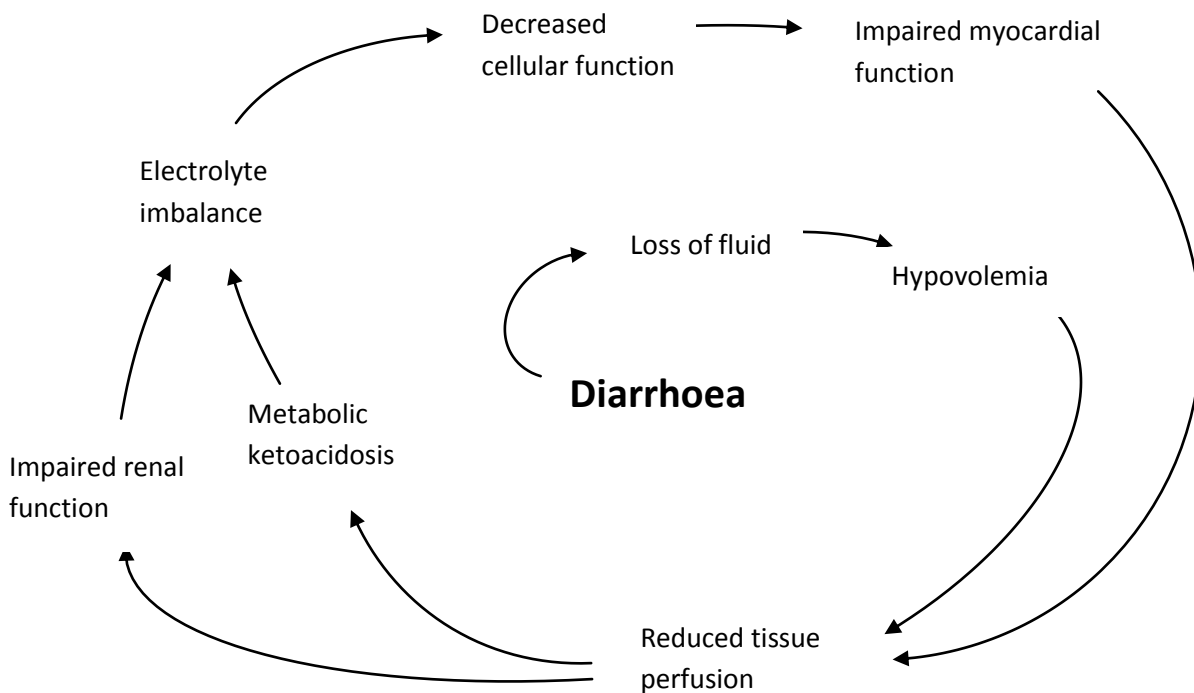 Decreased
cellular function
Impaired myocardial
function
Electrolyte
imbalance
Loss of fluid
Hypovolemia
Diarrhoea
Metabolic
ketoacidosis
Impaired renal
function
Reduced tissue
perfusion